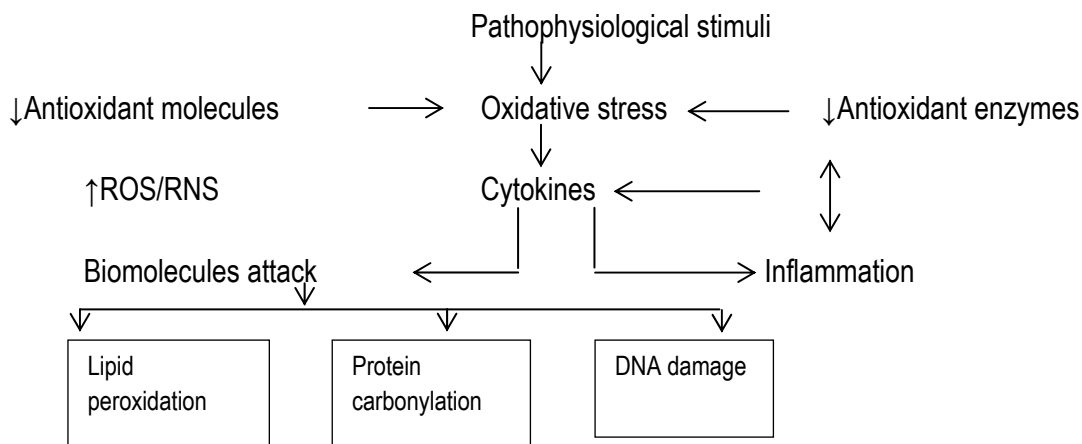 Pathophysiological stimuli
↓Antioxidant molecules
Oxidative stress
↓Antioxidant enzymes
↑ROS/RNS
Cytokines
Biomolecules attack
Inflammation
Lipid
peroxidation
Protein
carbonylation
DNA damage